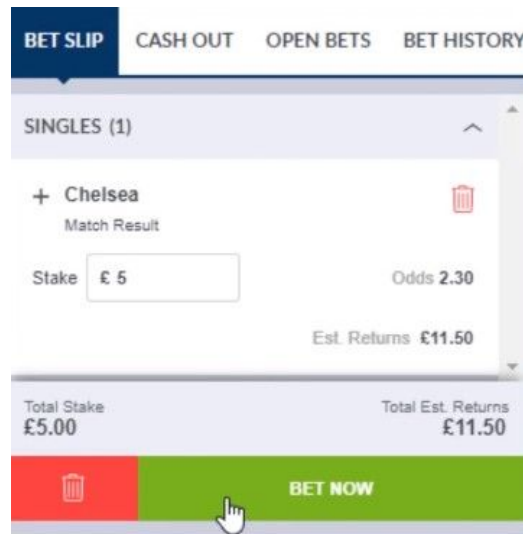 BET SLIP CASH OUT OPEN BETS BET HISTORY
SINGLES (1)
+ Chelsea
Match Result
Stake £ 5 Odds 2.30
Est. Returns £11.50
Total Stake Total Est. Returns
£5.00 £11.50
BET NOW